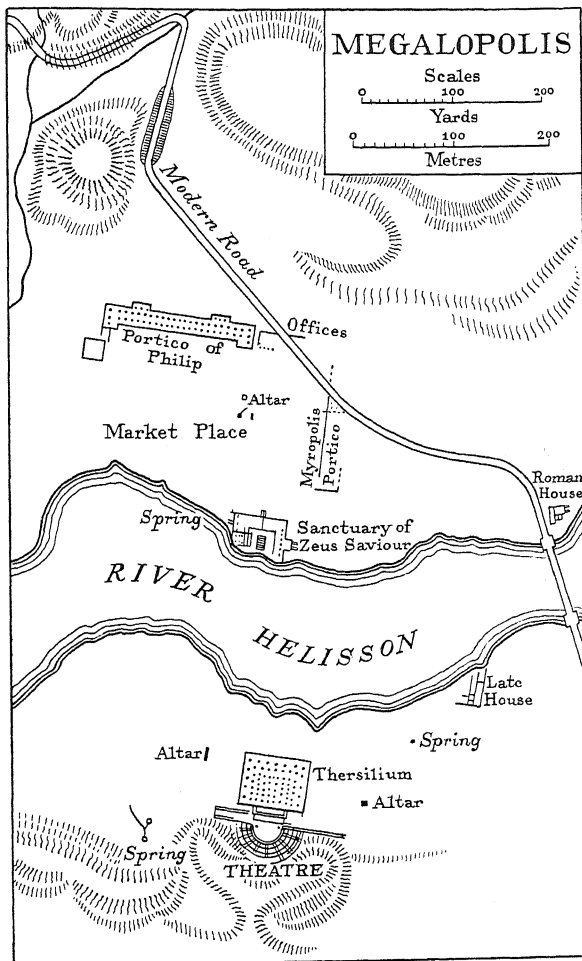 MEGALOPOLIS
Scales
0 100 200
Yards
0 100 200
Metres
Modern Road
Offices
Portico of
Philip
Altar
Market Place
Myropolis
Portico
Roman
House
Spring
Sanctuary of
Zeus Saviour
RIVER
HELISSON
Late
House
Spring
Altar
Thersilium
Altar
Spring
THEATRE